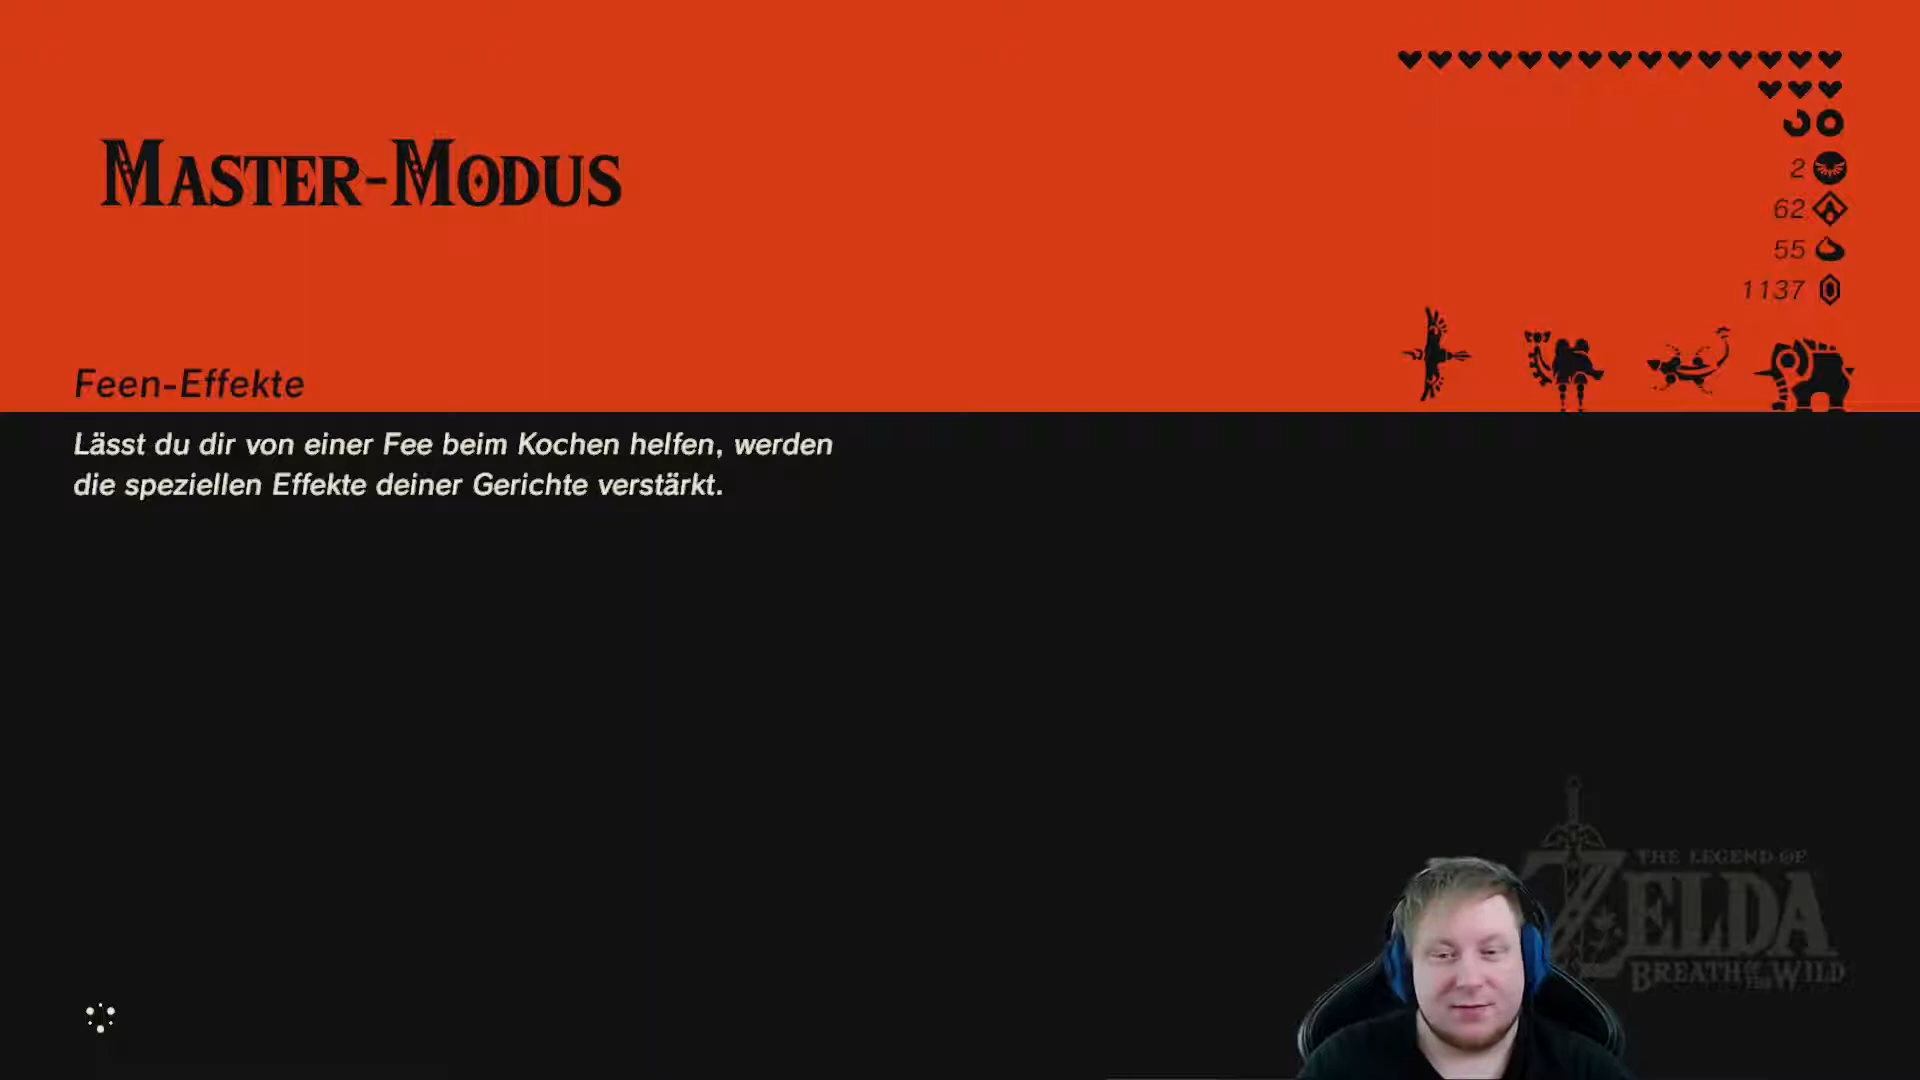 MASTER-MODUS
2
62
55
1137
Feen-Effekte
Lässt du dir von einer Fee beim Kochen helfen, werden
die speziellen Effekte deiner Gerichte verstärkt.
THE LEGEND OF
ZELDA
BREATH OF THE WILD